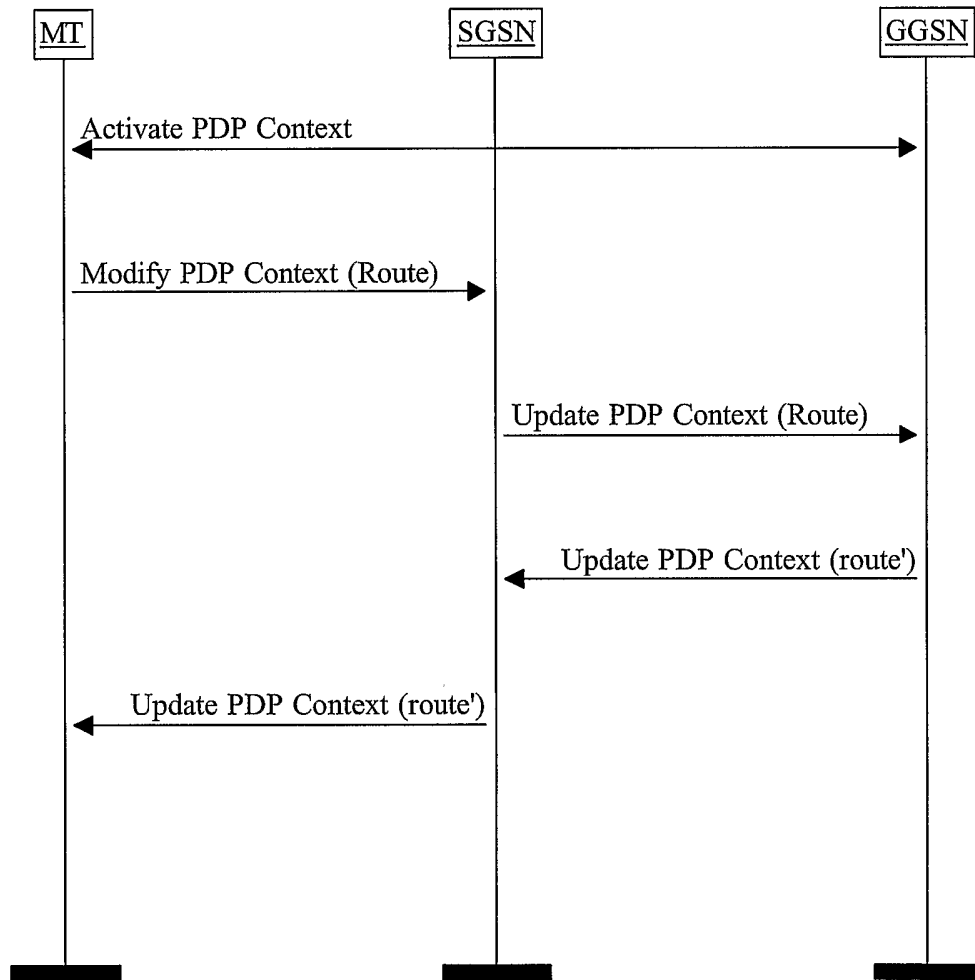 MT
SGSN
GGSN
Activate PDP Context
Modify PDP Context (Route)
Update PDP Context (Route)
Update PDP Context (route')
Update PDP Context (route')